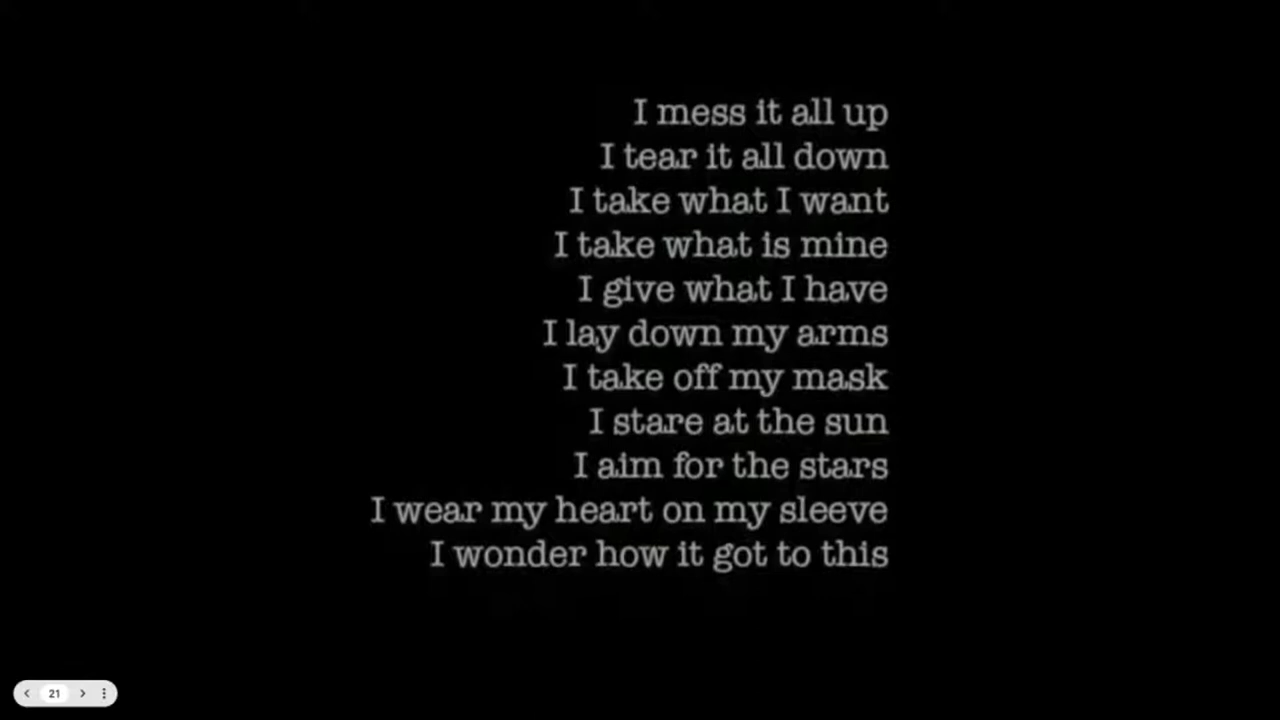 I mess it all up
I tear it all down
I take what I want
I take what is mine
I give what I have
I lay down my arms
I take off my mask
I stare at the sun
I aim for the stars
I wear my heart on my sleeve
I wonder how it got to this
21